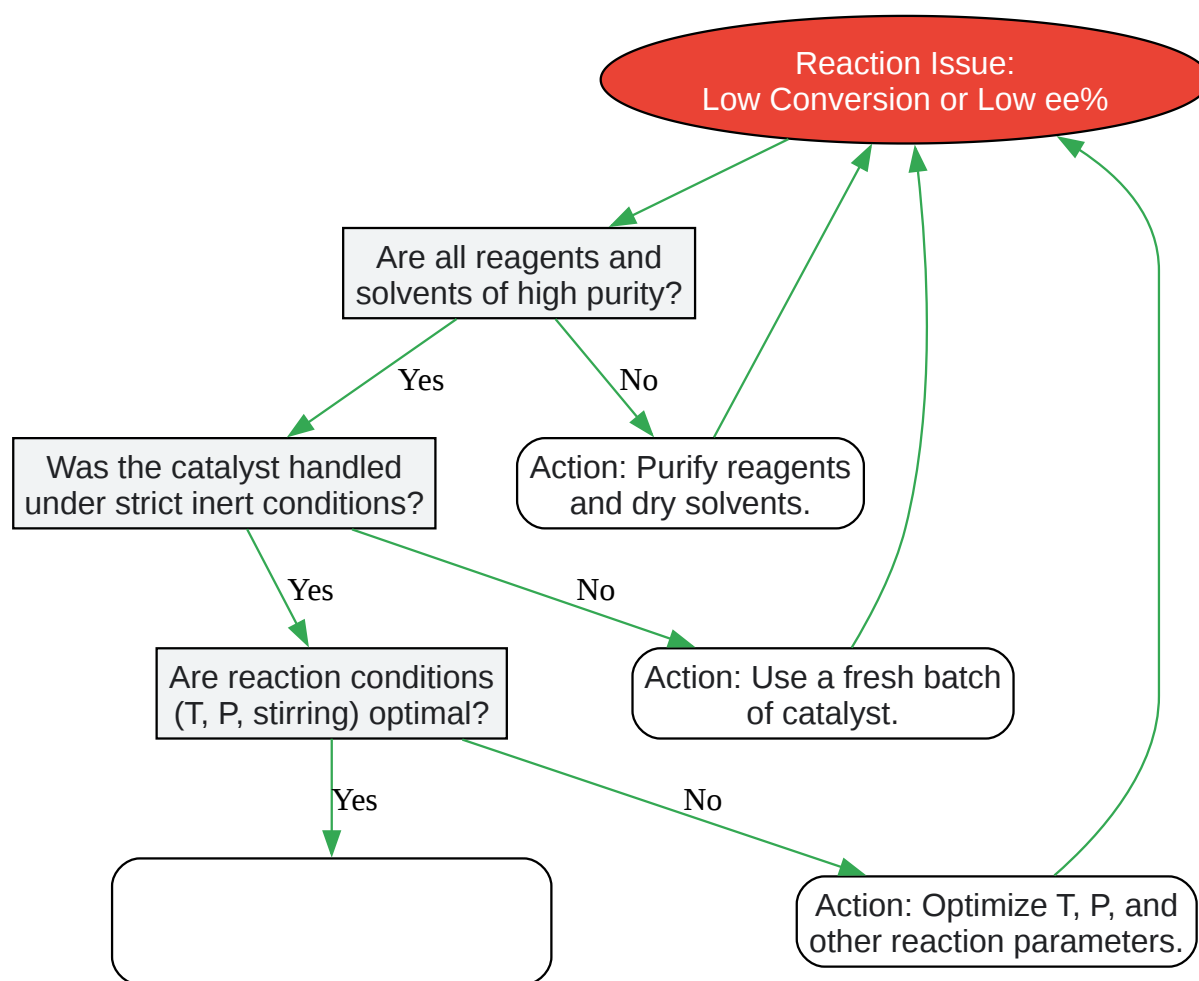 Reaction Issue:
Low Conversion or Low ee%
Are all reagents and
solvents of high purity?
Yes
No
Was the catalyst handled
under strict inert conditions?
Action: Purify reagents
and dry solvents.
Yes
No
Are reaction conditions
(T, P, stirring) optimal?
Action: Use a fresh batch
of catalyst.
Yes
No
Action: Optimize T, P, and
other reaction parameters.